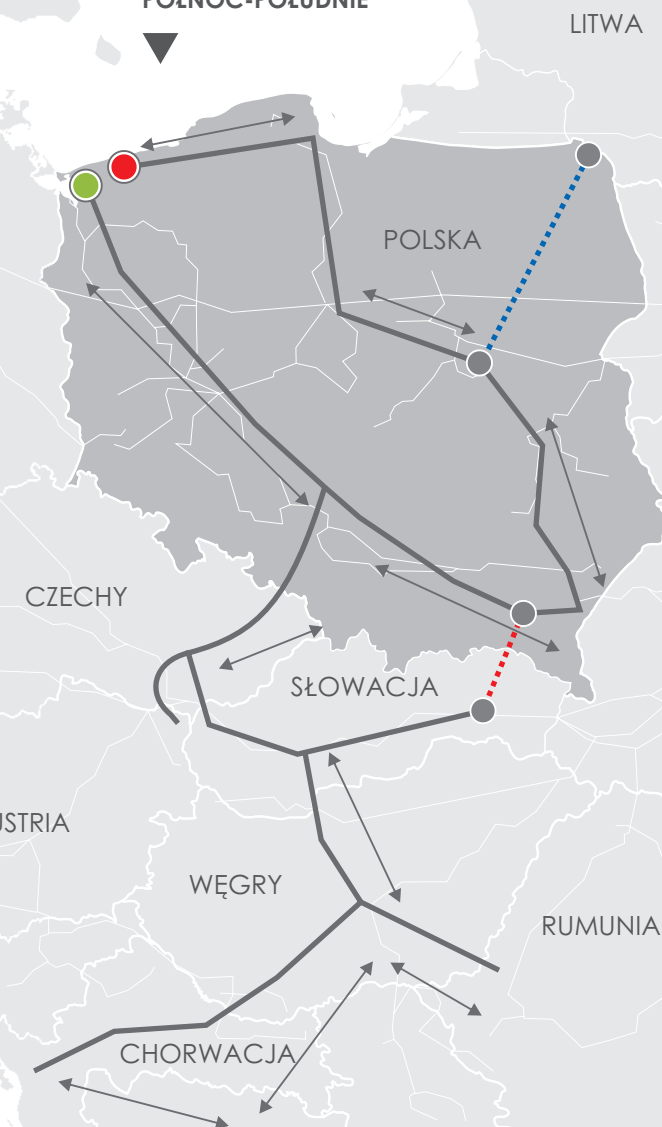 PÓŁNOC-POŁUDNIE
LITWA
POLSKA
CZECHY
SŁOWACJA
USTRIA
WĘGRY
RUMUNIA
CHORWACJA